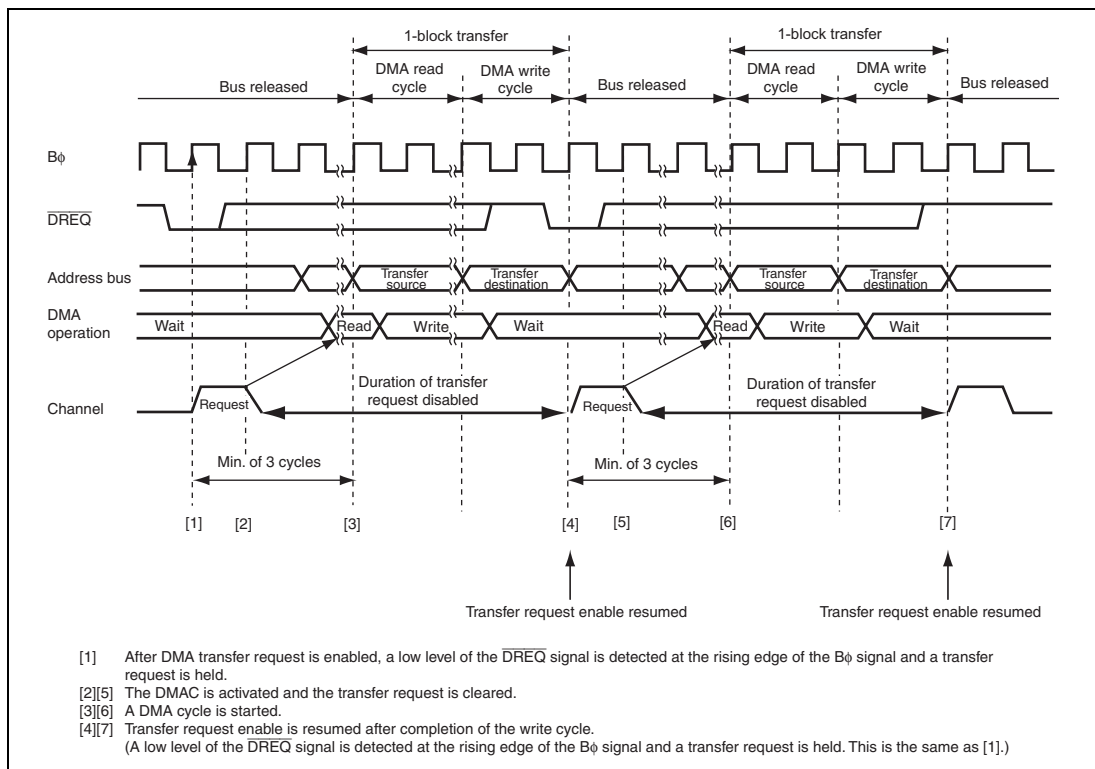 1-block transfer 1-block transfer
DMA read cycle DMA write cycle DMA read cycle DMA write cycle
Bus released Bus released Bus released
Bϕ
DREQ
Address bus Transfer source Transfer destination Transfer source Transfer destination
DMA operation Wait Read Write Wait Read Write Wait
Channel Request Duration of transfer request disabled Request Duration of transfer request disabled
Min. of 3 cycles Min. of 3 cycles
[1] [2] [3] [4] [5] [6] [7]
Transfer request enable resumed Transfer request enable resumed
[1] After DMA transfer request is enabled, a low level of the DREQ signal is detected at the rising edge of the Bϕ signal and a transfer
request is held.
[2][5] The DMAC is activated and the transfer request is cleared.
[3][6] A DMA cycle is started.
[4][7] Transfer request enable is resumed after completion of the write cycle.
(A low level of the DREQ signal is detected at the rising edge of the Bϕ signal and a transfer request is held. This is the same as [1].)